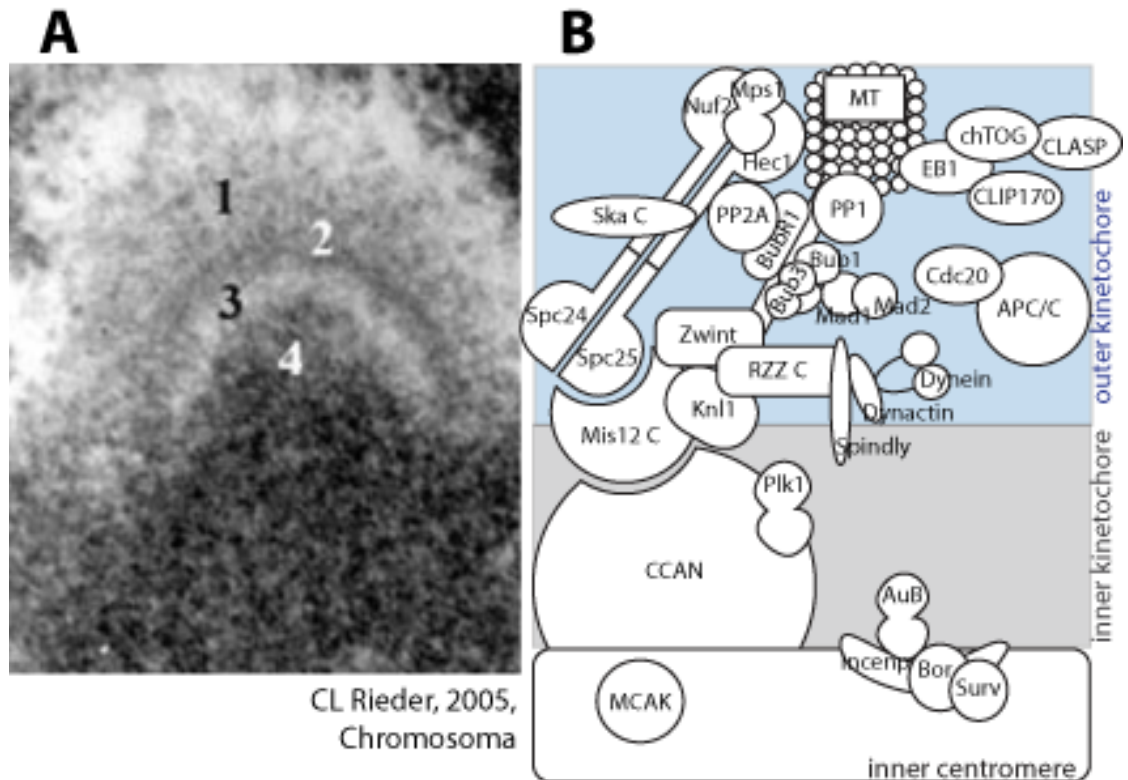 A
B
1
2
3
4
CL Rieder, 2005,
Chromosoma
Nuf2
Mps1
Hec1
MT
chTOG
CLASP
EB1
CLIP170
Ska C
PP2A
BubR1
PP1
Bub1
Bub3
Mad1
Mad2
Cdc20
APC/C
Spc24
Spc25
Zwint
RZZ C
Knl1
Mis12 C
Dynein
Dynactin
Spindly
outer kinetochore
Plk1
CCAN
AuB
inner kinetochore
Incenp
Bor
Surv
MCAK
inner centromere